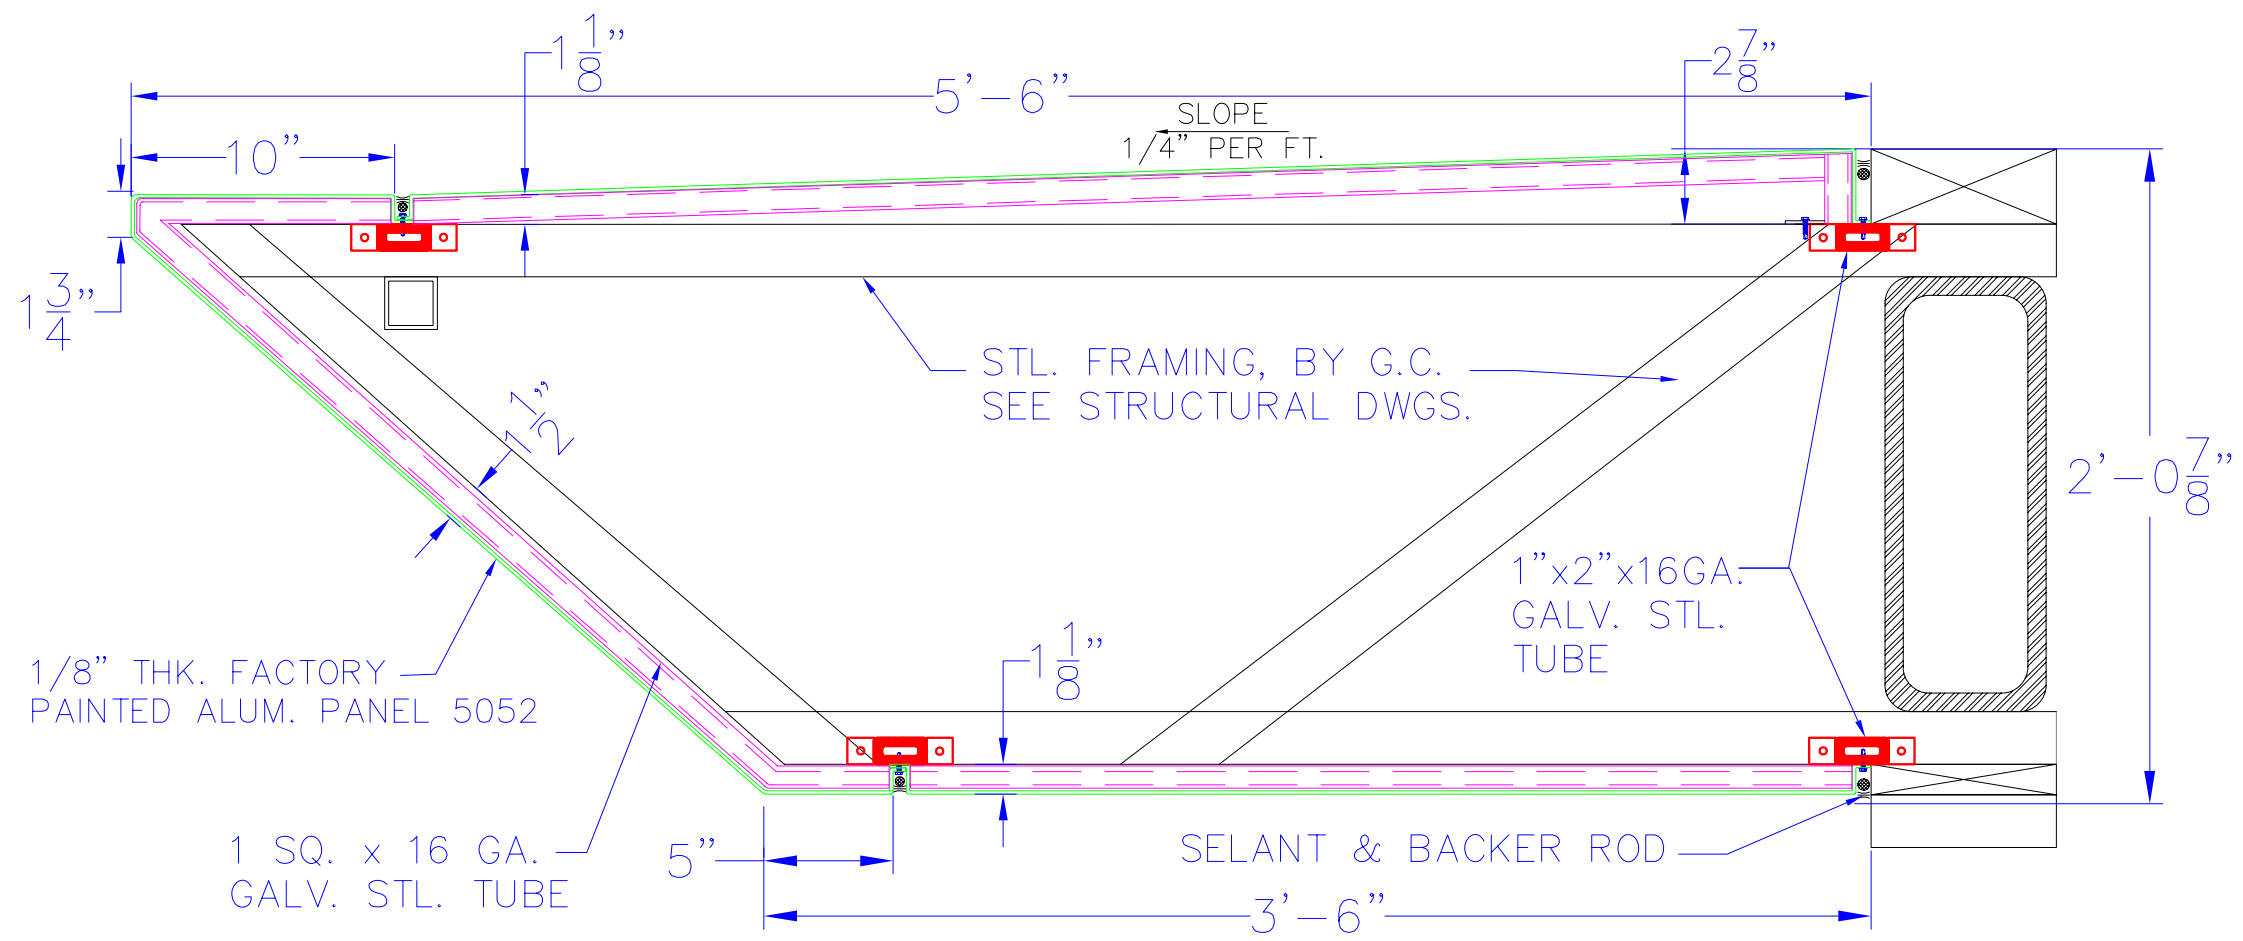 1 1/8”
2 7/8”
5’-6”
SLOPE
1/4” PER FT.
10”
1 3/4”
STL. FRAMING, BY G.C.
SEE STRUCTURAL DWGS.
1 1/2”
2’-0 7/8”
1”x2”x16GA.
GALV. STL.
TUBE
1/8” THK. FACTORY
PAINTED ALUM. PANEL 5052
1 1/8”
1 SQ. x 16 GA.
GALV. STL. TUBE
5”
SELANT & BACKER ROD
3’-6”